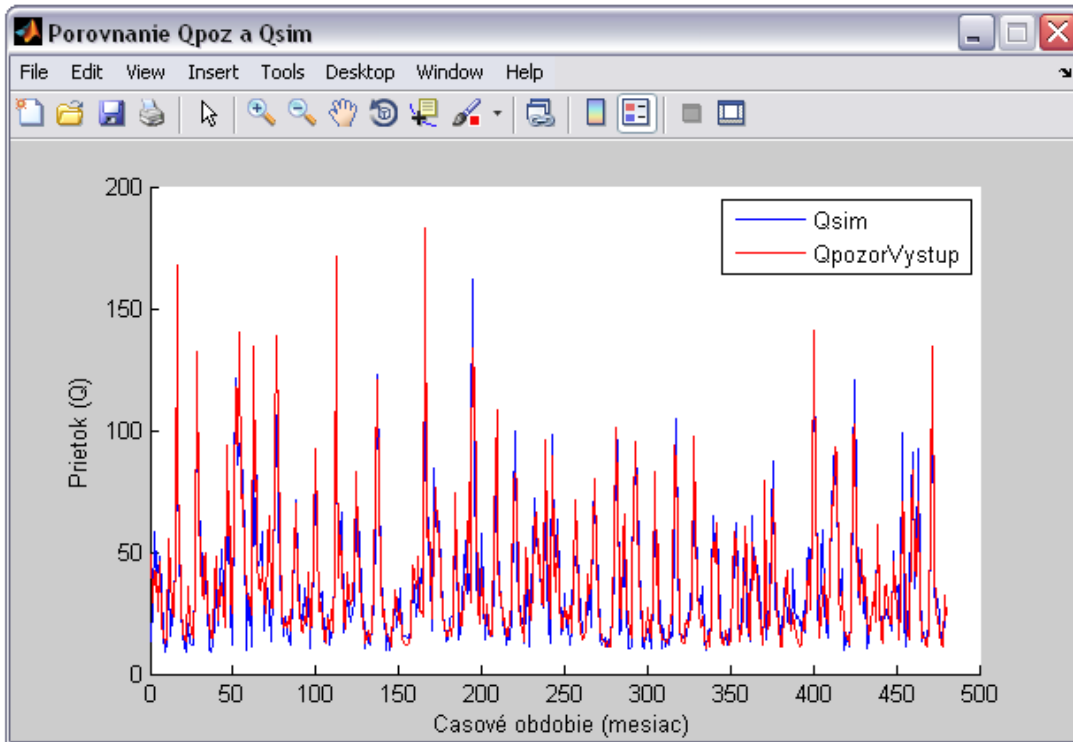 Porovnanie Qpoz a Qsim
File Edit View Insert Tools Desktop Window Help
200
150
100
50
0
Prietok (Q)
Qsim
QpozorVystup
0 50 100 150 200 250 300 350 400 450 500
Casové obdobie (mesiac)